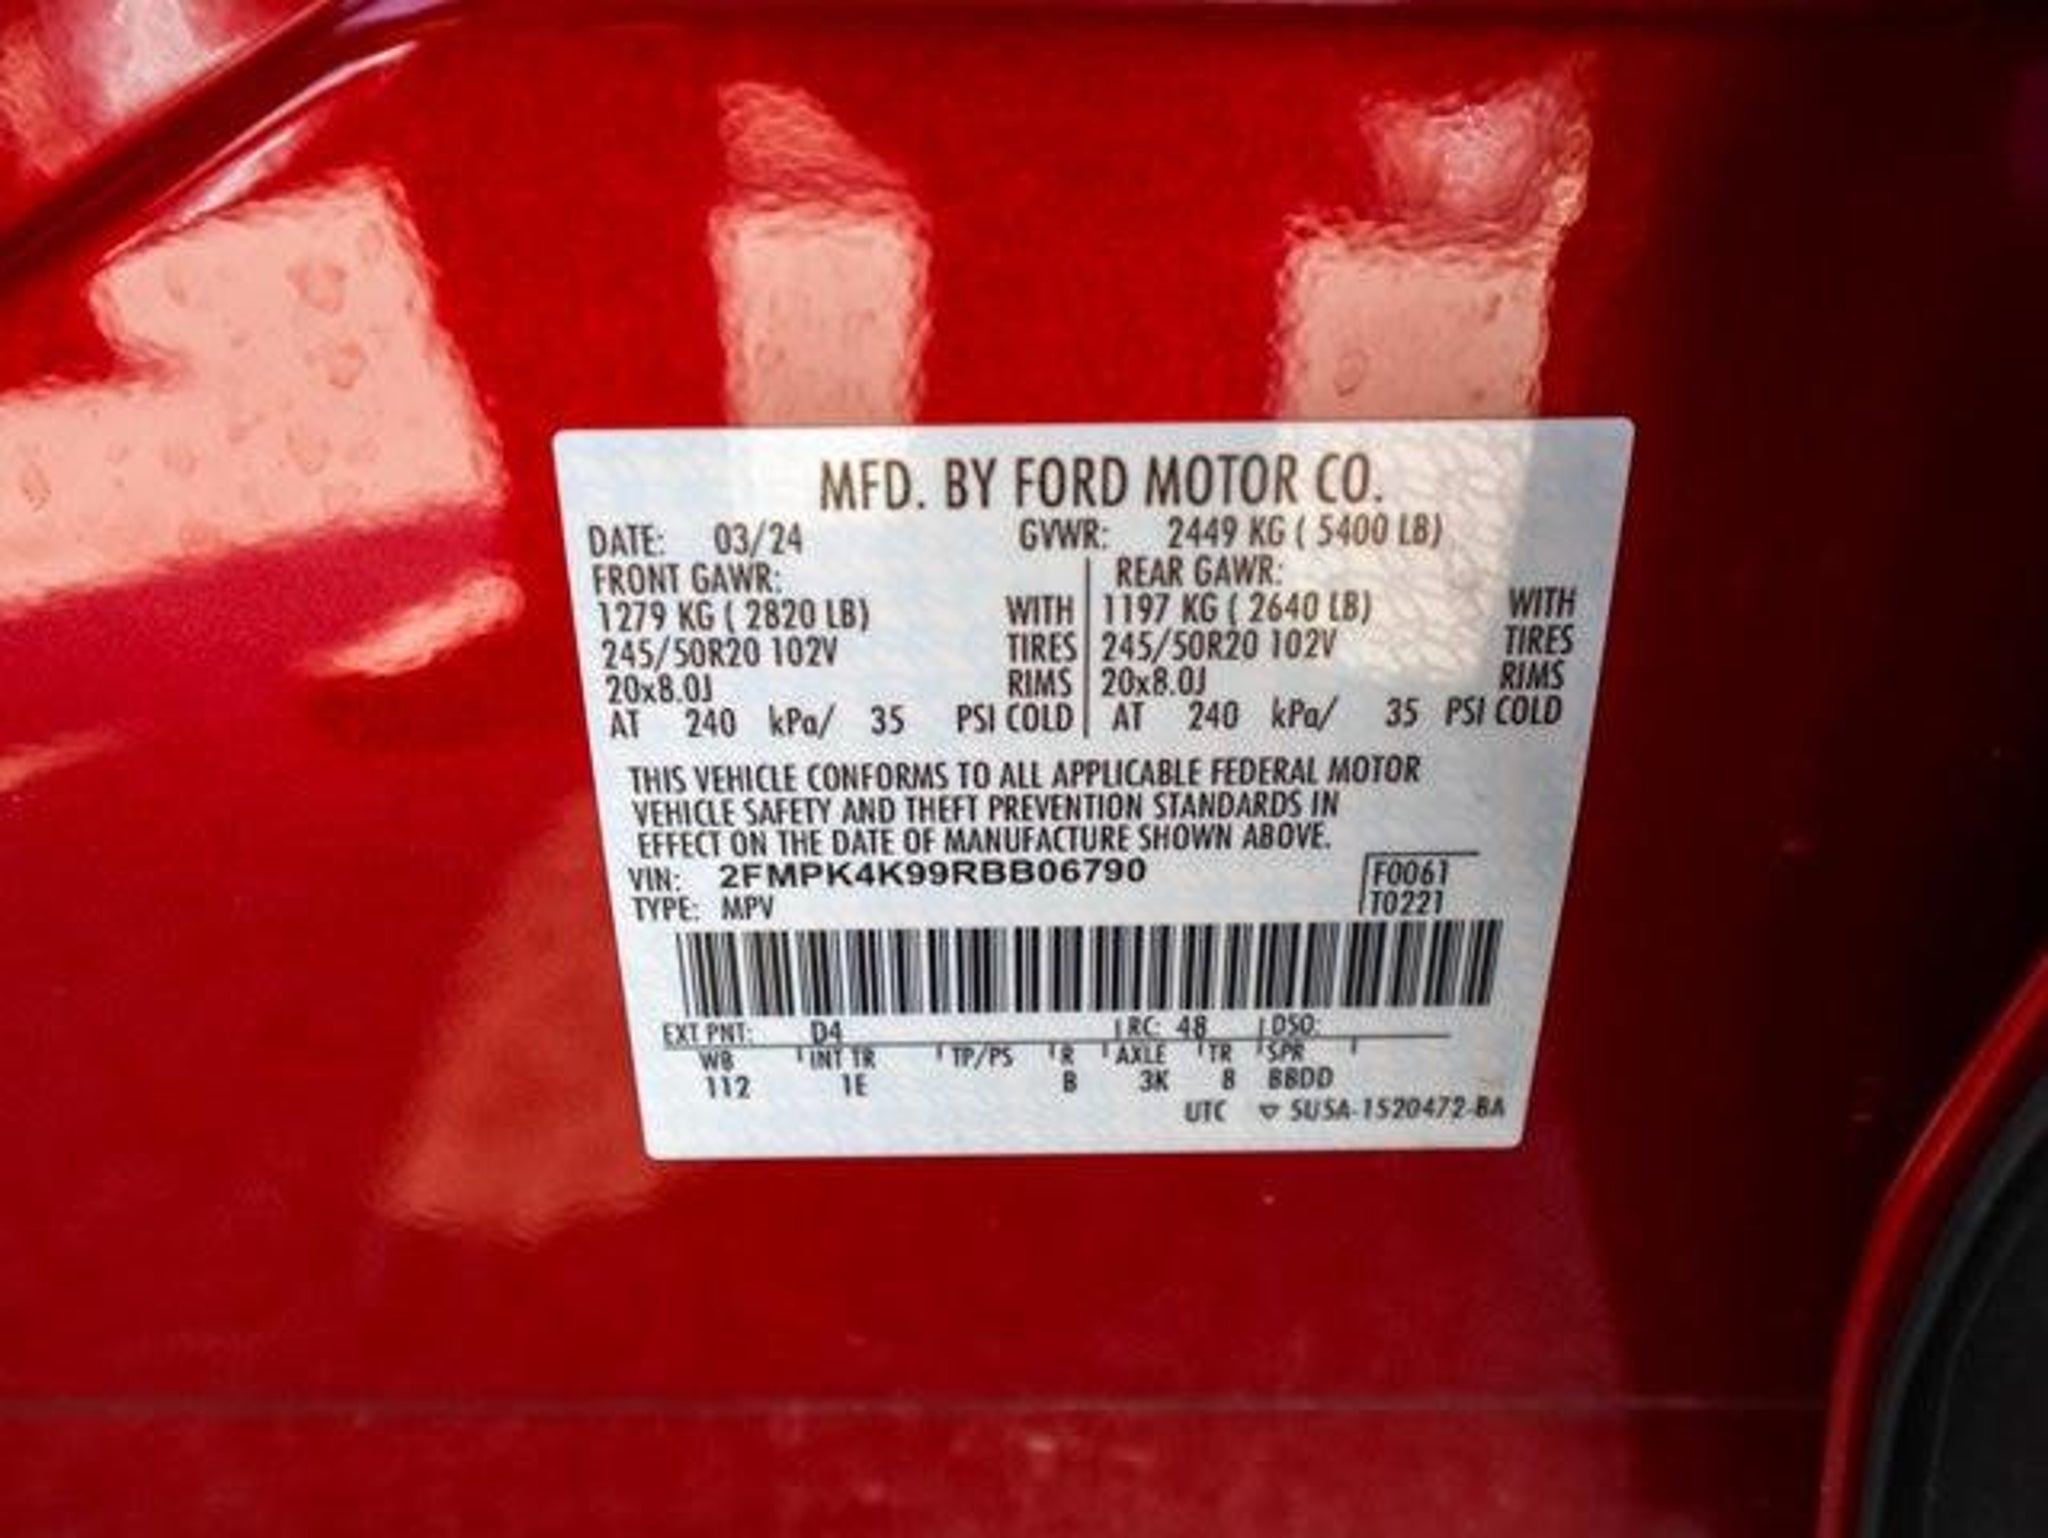 MFD. BY FORD MOTOR CO.
DATE: 03/24 GVWR: 2449 KG ( 5400 LB)
FRONT GAWR: REAR GAWR:
1279 KG ( 2820 LB) WITH 1197 KG ( 2640 LB) WITH
245/50R20 102V TIRES 245/50R20 102V TIRES
20x8.0J RIMS 20x8.0J RIMS
AT 240 kPa/ 35 PSI COLD AT 240 kPa/ 35 PSI COLD
THIS VEHICLE CONFORMS TO ALL APPLICABLE FEDERAL MOTOR
VEHICLE SAFETY AND THEFT PREVENTION STANDARDS IN
EFFECT ON THE DATE OF MANUFACTURE SHOWN ABOVE.
VIN: 2FMPK4K99RBB06790 F0061
TYPE: MPV T0221
EXT PNT: D4 RC: 48 DSO:
WB INT TR TP/PS R AXLE TR SPR
112 1E B 3K 8 BBDD
UTC ▽ 5U5A-1520472-BA